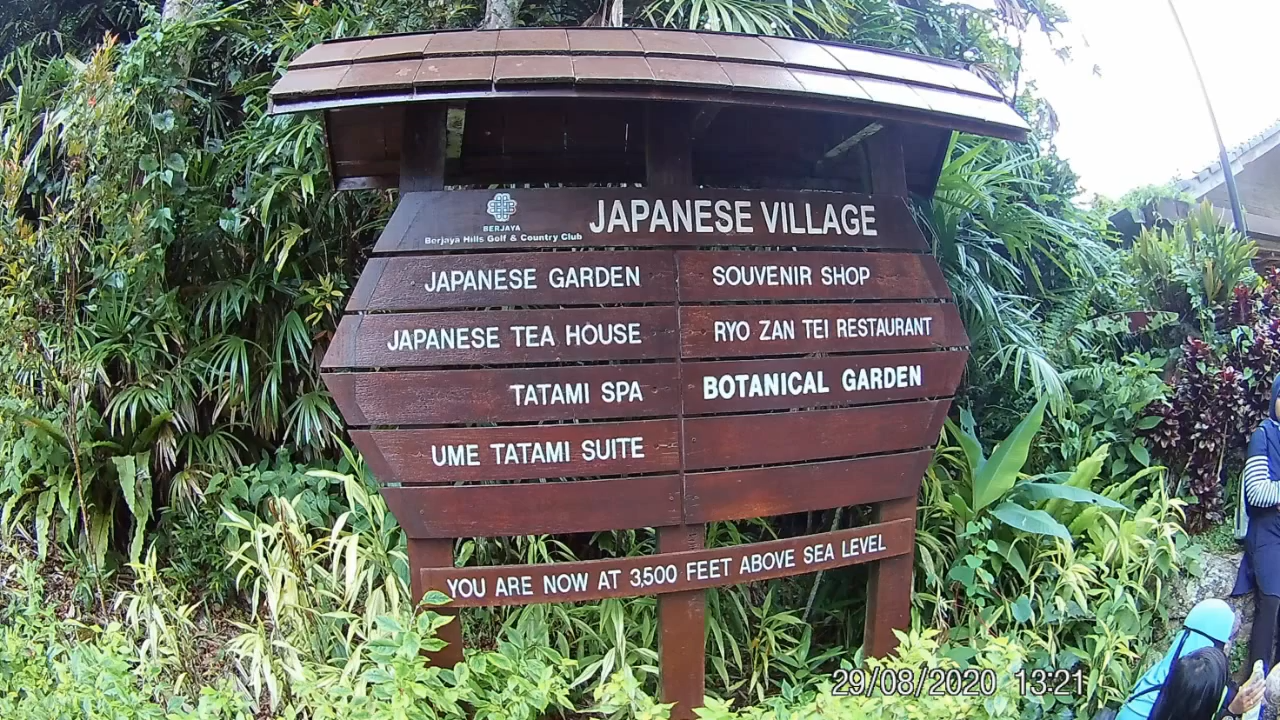 BERJAYA
Berjaya Hills Golf & Country Club
JAPANESE VILLAGE
JAPANESE GARDEN
SOUVENIR SHOP
JAPANESE TEA HOUSE
RYO ZAN TEI RESTAURANT
TATAMI SPA
BOTANICAL GARDEN
UME TATAMI SUITE
YOU ARE NOW AT 3,500 FEET ABOVE SEA LEVEL
29/08/2020 13:21